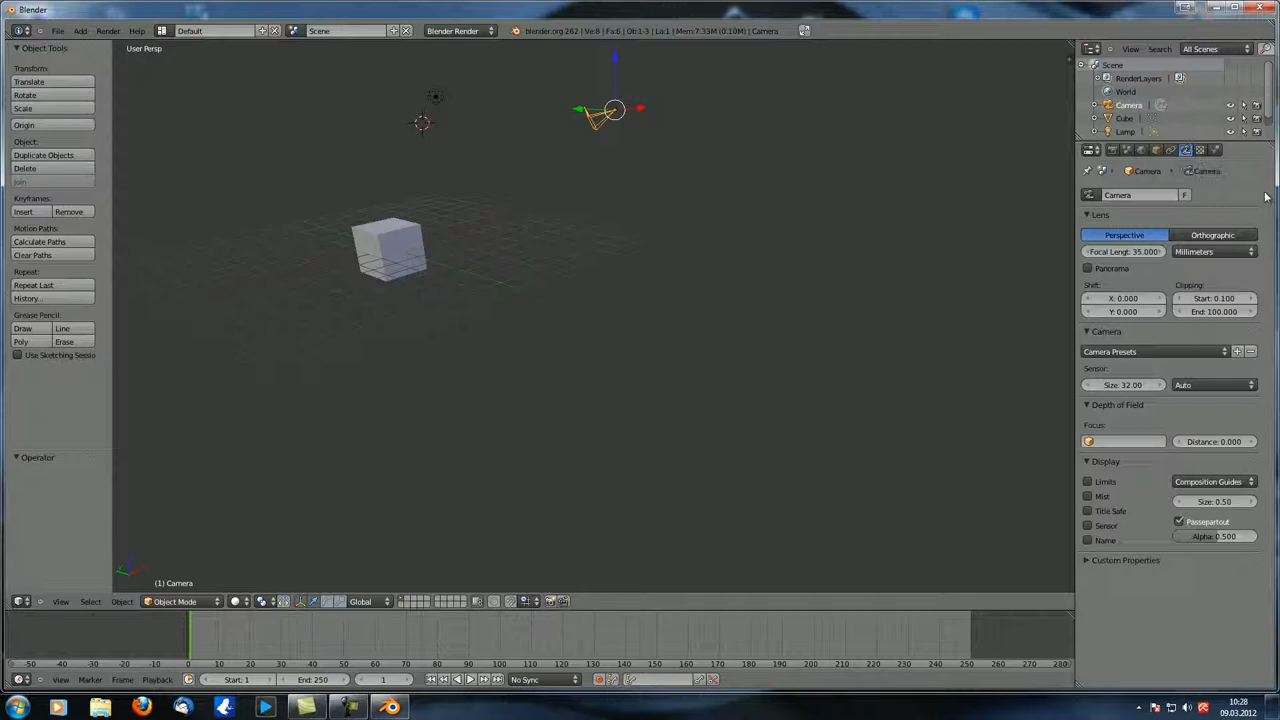 Blender
File Add Render Help Default Scene Blender Render blender.org 262 | Ve:8 | Fa:6 | Ob:1-3 | La:1 | Mem:7.33M (0.10M) | Camera
Object Tools
Transform:
Translate
Rotate
Scale
Origin
Object:
Duplicate Objects
Delete
Join
Keyframes:
Insert Remove
Motion Paths:
Calculate Paths
Clear Paths
Repeat:
Repeat Last
History...
Grease Pencil:
Draw Line
Poly Erase
Use Sketching Sessio
Operator
User Persp
(1) Camera
View Select Object Object Mode Global
View Search All Scenes
Scene
RenderLayers
World
Camera
Cube
Lamp
Camera Camera
Camera F
Lens
Perspective Orthographic
Focal Lengt: 35.000 Millimeters
Panorama
Shift: Clipping:
X: 0.000 Start: 0.100
Y: 0.000 End: 100.000
Camera
Camera Presets
Sensor:
Size: 32.00 Auto
Depth of Field
Focus:
Distance: 0.000
Display
Limits Composition Guides
Mist
Size: 0.50
Title Safe
Passepartout
Sensor
Alpha: 0.500
Name
Custom Properties
-50 -40 -30 -20 -10 0 10 20 30 40 50 60 70 80 90 100 110 120 130 140 150 160 170 180 190 200 210 220 230 240 250 260 270 280
View Marker Frame Playback Start: 1 End: 250 1 No Sync
10:28
09.03.2012